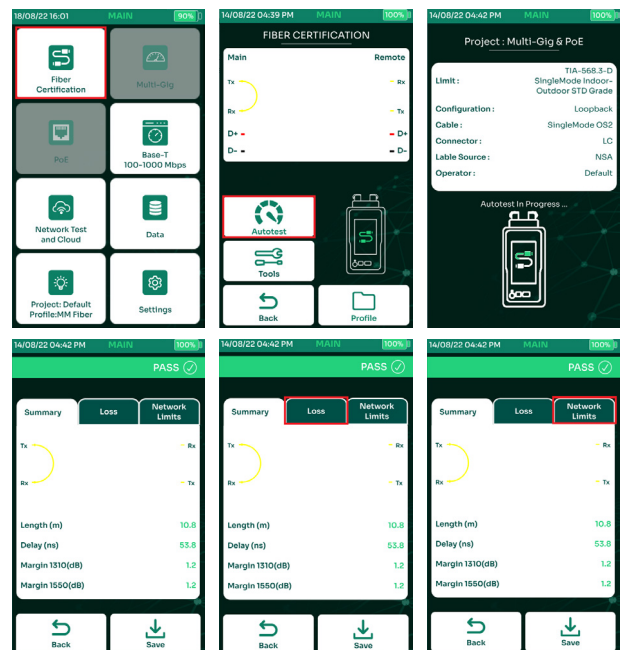 18/08/22 16:01 MAIN 90%
Fiber
Certification
Multi-Gig
PoE
Base-T
100-1000 Mbps
Network Test
and Cloud
Data
Project: Default
Profile:MM Fiber
Settings
14/08/22 04:39 PM MAIN 100%
FIBER CERTIFICATION
Main Remote
Tx Rx
Rx Tx
D+ D+
D- D-
Autotest
Tools
Back
Profile
14/08/22 04:42 PM MAIN 100%
Project : Multi-Gig & PoE
Limit : TIA-568.3-D
SingleMode Indoor-
Outdoor STD Grade
Configuration : Loopback
Cable : SingleMode OS2
Connector : LC
Lable Source : NSA
Operator : Default
Autotest In Progress ...
14/08/22 04:42 PM MAIN 100%
PASS
Summary Loss Network
Limits
Tx Rx
Rx Tx
Length (m) 10.8
Delay (ns) 53.8
Margin 1310(dB) 1.2
Margin 1550(dB) 1.2
Back Save
14/08/22 04:42 PM MAIN 100%
PASS
Summary Loss Network
Limits
Tx Rx
Rx Tx
Length (m) 10.8
Delay (ns) 53.8
Margin 1310(dB) 1.2
Margin 1550(dB) 1.2
Back Save
14/08/22 04:42 PM MAIN 100%
PASS
Summary Loss Network
Limits
Tx Rx
Rx Tx
Length (m) 10.8
Delay (ns) 53.8
Margin 1310(dB) 1.2
Margin 1550(dB) 1.2
Back Save